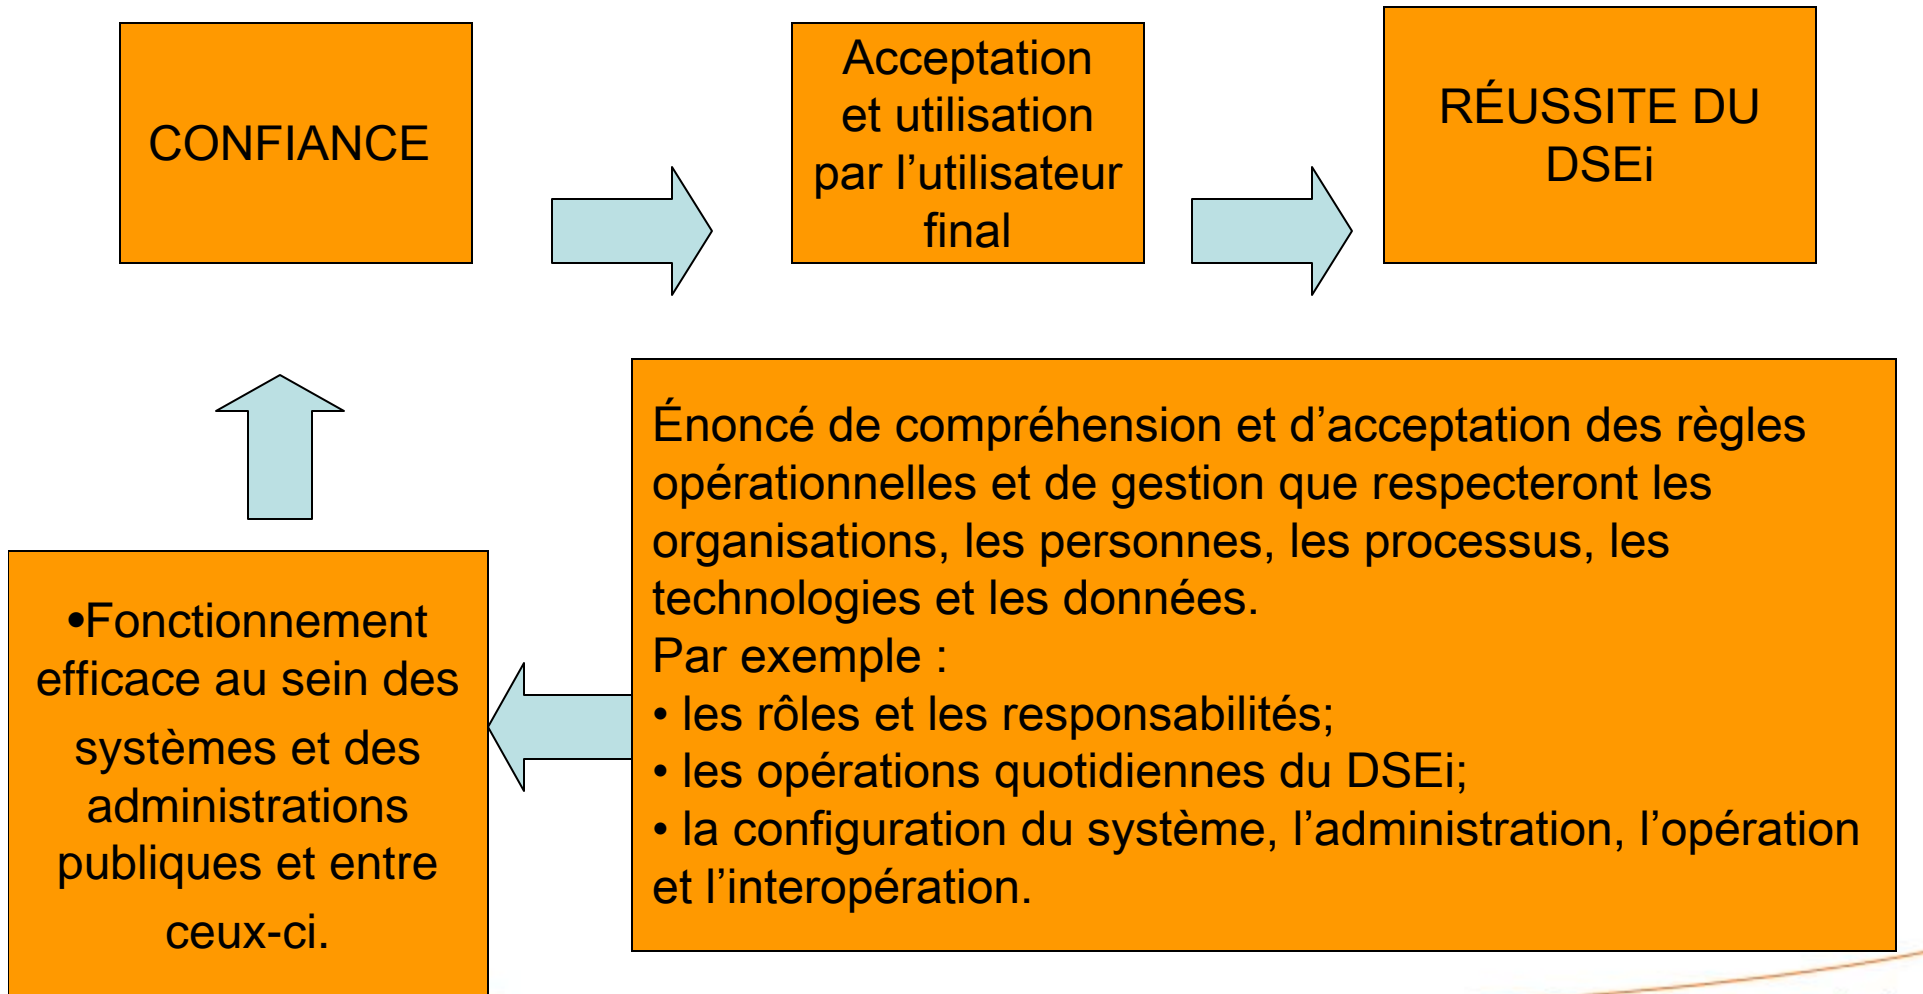 CONFIANCE
Acceptation
et utilisation
par l’utilisateur
final
RÉUSSITE DU
DSEi
Énoncé de compréhension et d’acceptation des règles
opérationnelles et de gestion que respecteront les
organisations, les personnes, les processus, les
technologies et les données.
Par exemple :
• les rôles et les responsabilités;
• les opérations quotidiennes du DSEi;
• la configuration du système, l’administration, l’opération
et l’interopération.
•Fonctionnement
efficace au sein des
systèmes et des
administrations
publiques et entre
ceux-ci.